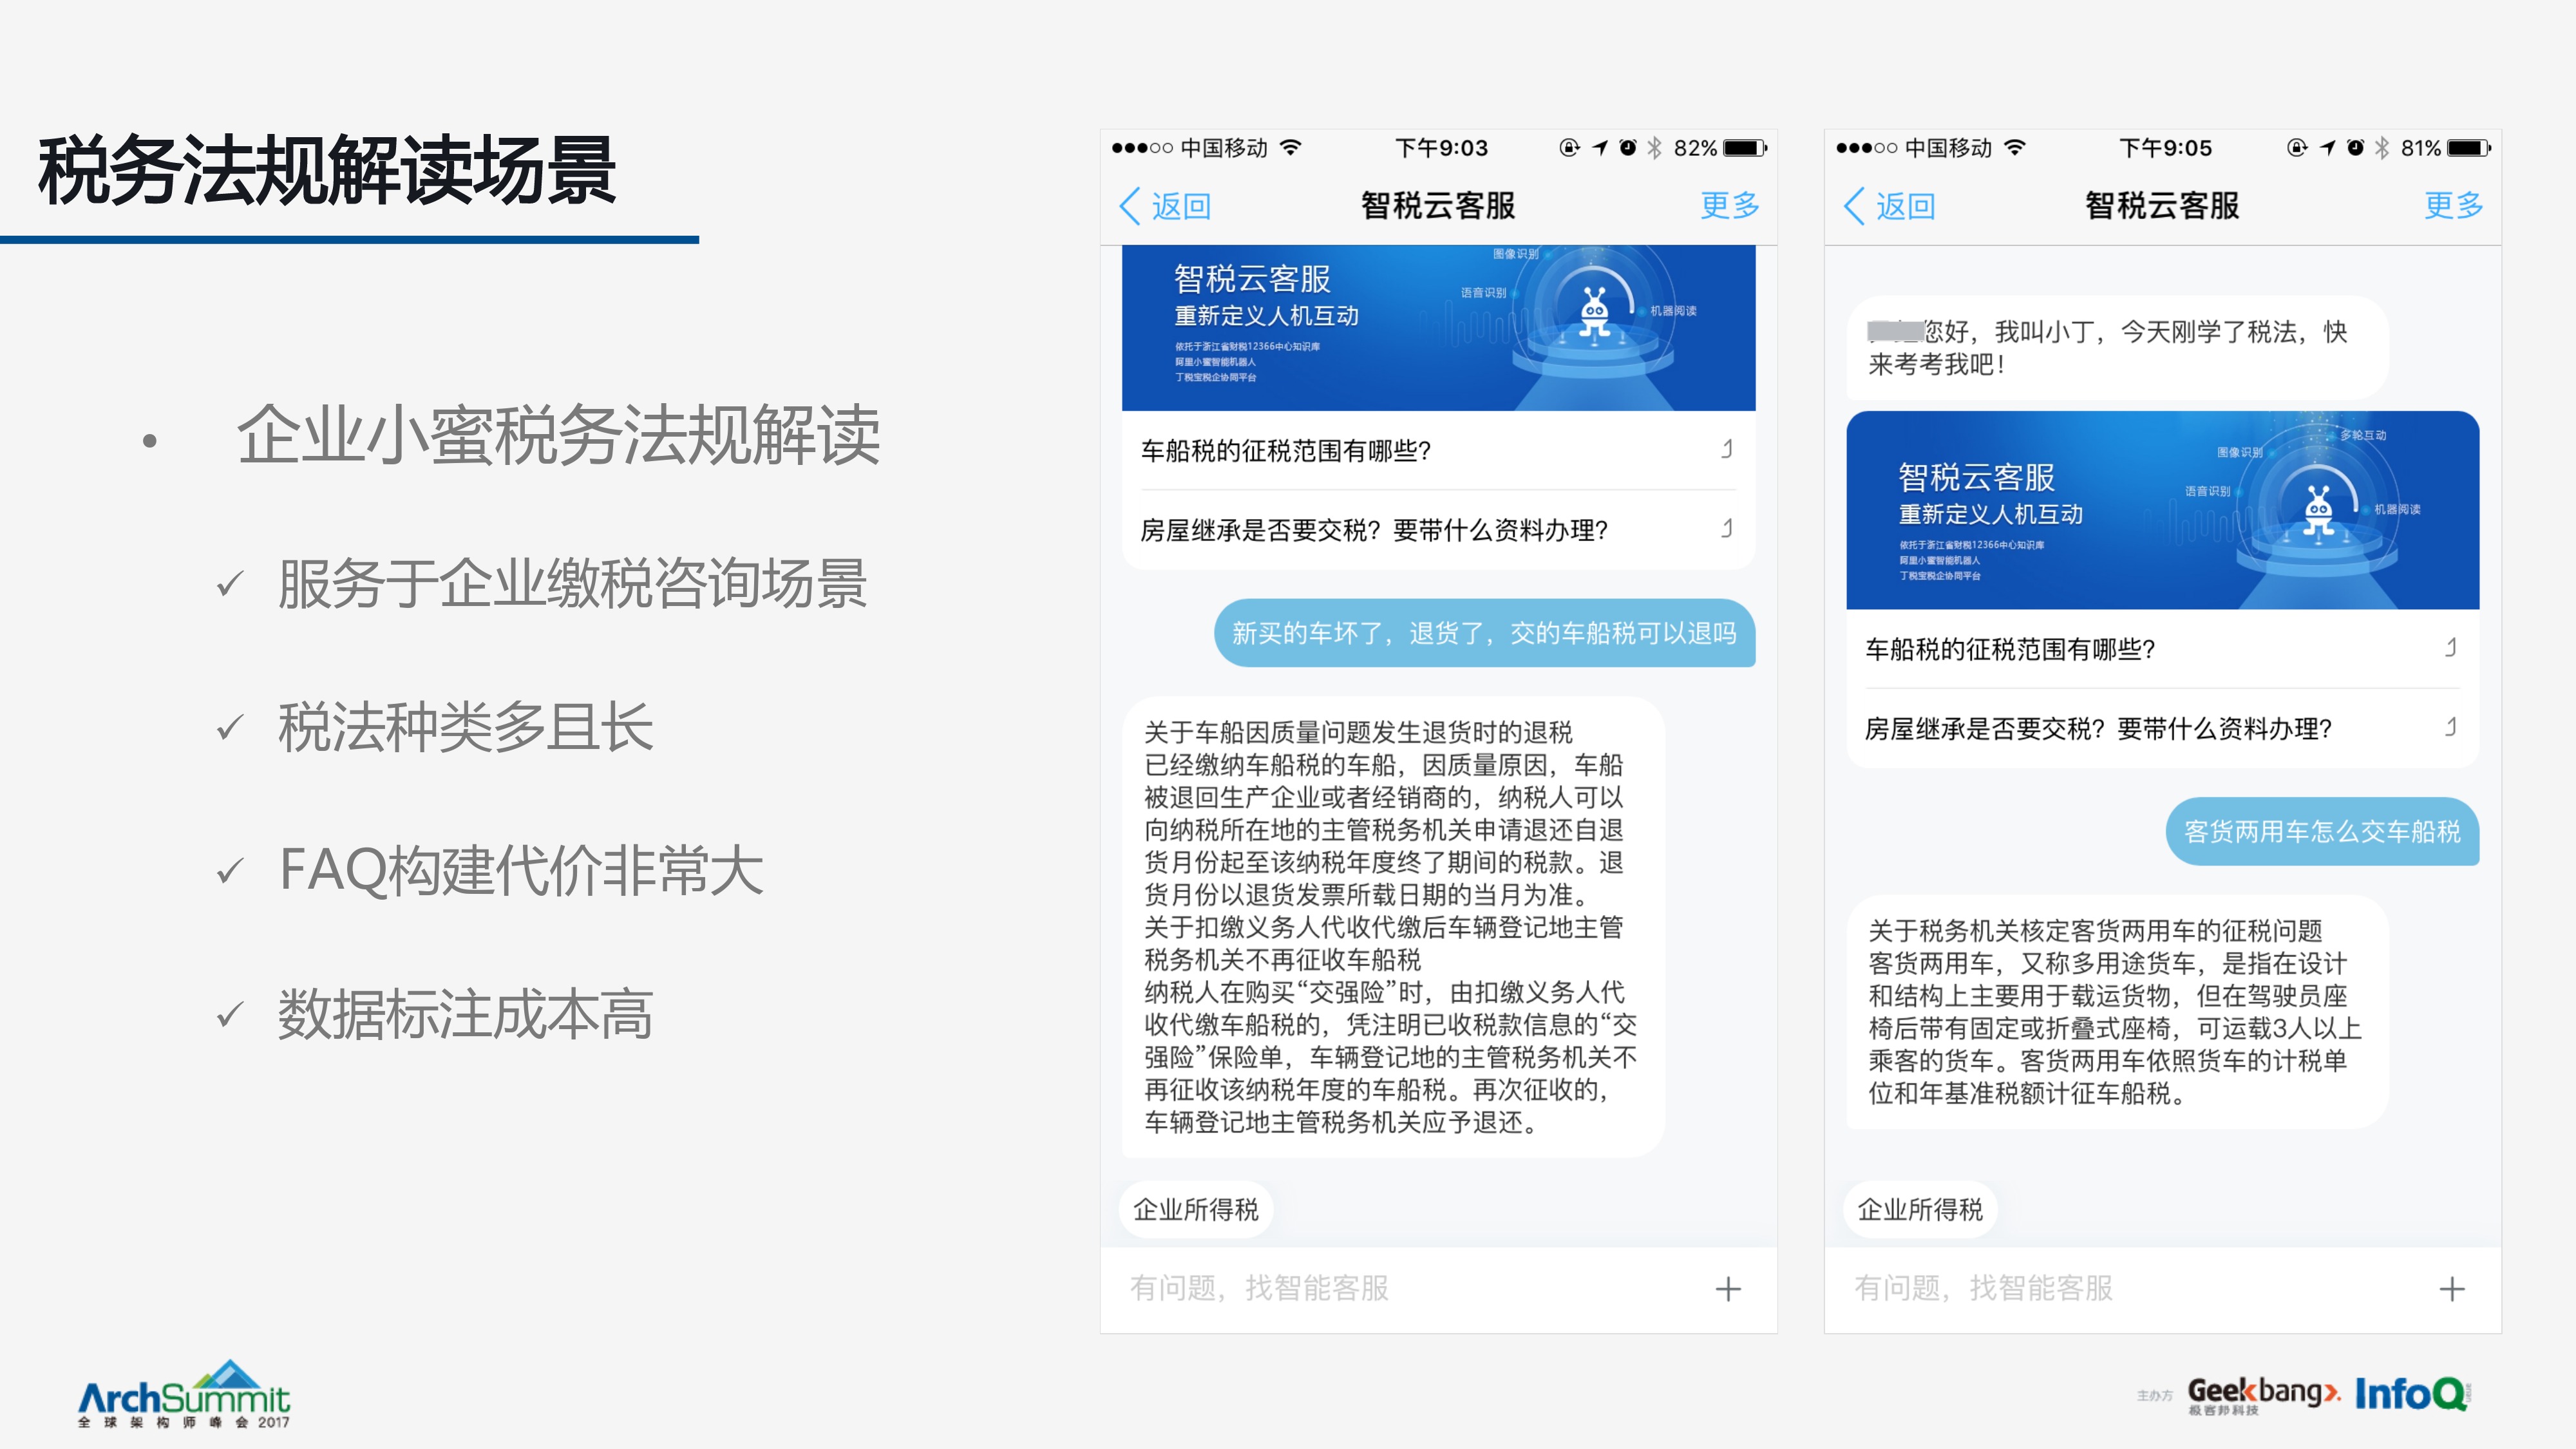 税务法规解读场景
• 企业小蜜税务法规解读
✓ 服务于企业缴税咨询场景
✓ 税法种类多且长
✓ FAQ构建代价非常大
✓ 数据标注成本高
中国移动 下午9:03 82%
返回 智税云客服 更多
图像识别
语音识别
机器阅读
智税云客服
重新定义人机互动
依托于浙江省财税12366中心知识库
阿里小蜜智能机器人
丁税宝税企协同平台
车船税的征税范围有哪些?
房屋继承是否要交税? 要带什么资料办理?
新买的车坏了，退货了，交的车船税可以退吗
关于车船因质量问题发生退货时的退税
已经缴纳车船税的车船，因质量原因，车船
被退回生产企业或者经销商的，纳税人可以
向纳税所在地的主管税务机关申请退还自退
货月份起至该纳税年度终了期间的税款。退
货月份以退货发票所载日期的当月为准。
关于扣缴义务人代收代缴后车辆登记地主管
税务机关不再征收车船税
纳税人在购买“交强险”时，由扣缴义务人代
收代缴车船税的，凭注明已收税款信息的“交
强险”保险单，车辆登记地的主管税务机关不
再征收该纳税年度的车船税。再次征收的，
车辆登记地主管税务机关应予退还。
企业所得税
有问题，找智能客服
中国移动 下午9:05 81%
返回 智税云客服 更多
您好，我叫小丁，今天刚学了税法，快
来考考我吧！
多轮互动
图像识别
语音识别
机器阅读
智税云客服
重新定义人机互动
依托于浙江省财税12366中心知识库
阿里小蜜智能机器人
丁税宝税企协同平台
车船税的征税范围有哪些?
房屋继承是否要交税? 要带什么资料办理?
客货两用车怎么交车船税
关于税务机关核定客货两用车的征税问题
客货两用车，又称多用途货车，是指在设计
和结构上主要用于载运货物，但在驾驶员座
椅后带有固定或折叠式座椅，可运载3人以上
乘客的货车。客货两用车依照货车的计税单
位和年基准税额计征车船税。
企业所得税
有问题，找智能客服
ArchSummit
全球架构师峰会2017
主办方 Geekbang. InfoQ
极客邦科技